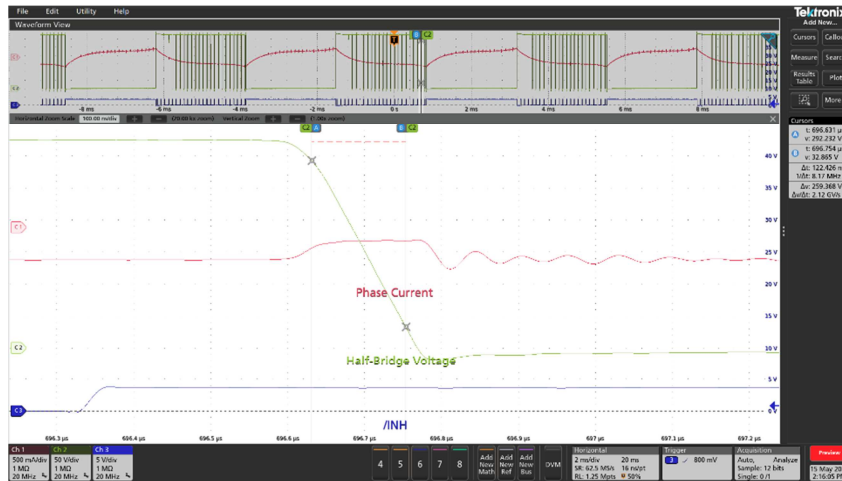 File Edit Utility Help
Tektronix
Waveform View
Add New...
Cursors
Measure
Search
Results Table
Plot
More
C1
C2
C3
-8 ms -6 ms -4 ms -2 ms 0 s 2 ms 4 ms 6 ms 8 ms
Horizontal Zoom Scale 100.00 ns/div Vertical Zoom
C2 A B C2
Cursors
A t: 696.631 µs
v: 292.232 V
B t: 696.754 µs
v: 32.865 V
Δt: 122.426 n
1/Δt: 8.17 MHz
Δv: 259.368 V
Δv/Δt: 2.12 GV/s
40 V
35 V
30 V
25 V
20 V
15 V
10 V
5 V
0 V
Phase Current
Half-Bridge Voltage
/INH
696.3 µs 696.4 µs 696.5 µs 696.6 µs 696.7 µs 696.8 µs 696.9 µs 697 µs 697.1 µs 697.2 µs
Ch 1
500 mA/div
1 MΩ
20 MHz
Ch 2
50 V/div
1 MΩ
20 MHz
Ch 3
5 V/div
1 MΩ
20 MHz
4 5 6 7 8
Add New Math
Add New Ref
Add New Bus
DVM
Horizontal
2 ms/div 20 ms
SR: 62.5 MS/s 16 ns/pt
RL: 1.25 Mpts 50%
Trigger
3 800 mV
Acquisition
Auto, Analyze
Sample: 12 bits
Single: 0/1
Preview
15 May 20
2:16:05 PM